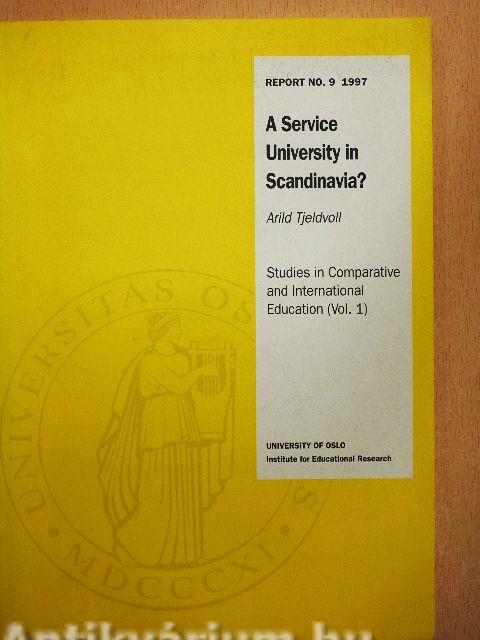 REPORT NO. 9 1997
A Service
University in
Scandinavia?
Arild Tjeldvoll
Studies in Comparative
and International
Education (Vol. 1)
UNIVERSITY OF OSLO
Institute for Educational Research
UNIVERSITAS OS
S
MDCCCXI
Antikvárium.hu